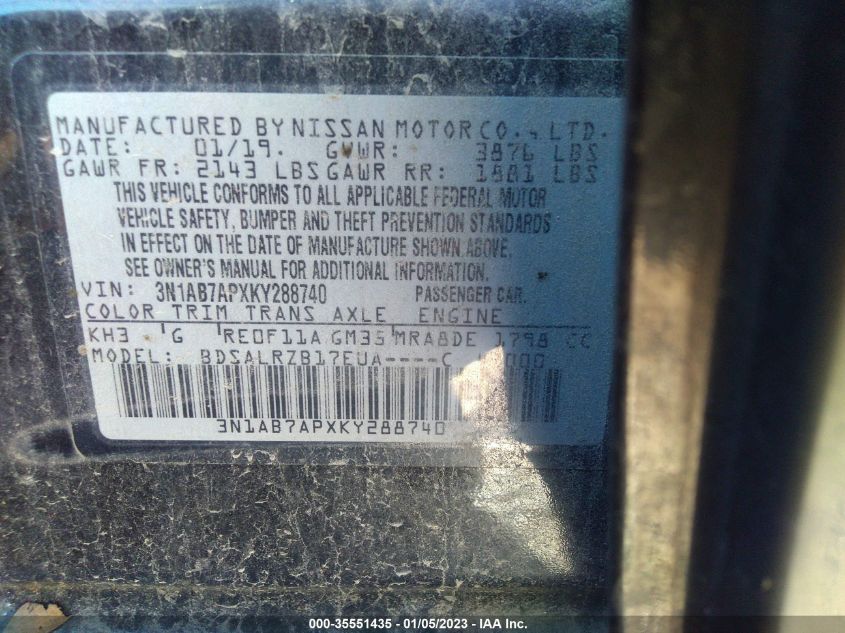 MANUFACTURED BY NISSAN MOTOR CO., LTD.
DATE: 01/19. GVWR: 3876 LBS
GAWR FR: 2143 LBS GAWR RR: 1881 LBS
THIS VEHICLE CONFORMS TO ALL APPLICABLE FEDERAL MOTOR
VEHICLE SAFETY, BUMPER AND THEFT PREVENTION STANDARDS
IN EFFECT ON THE DATE OF MANUFACTURE SHOWN ABOVE.
SEE OWNER'S MANUAL FOR ADDITIONAL INFORMATION.
VIN: 3N1AB7APXKY288740 PASSENGER CAR.
COLOR TRIM TRANS AXLE ENGINE
KH3 G RE0F11A GM35 MRA8DE 1798 CC
MODEL: BDSALRZB17EUA----C
3N1AB7APXKY288740
000-35551435 - 01/05/2023 - IAA Inc.